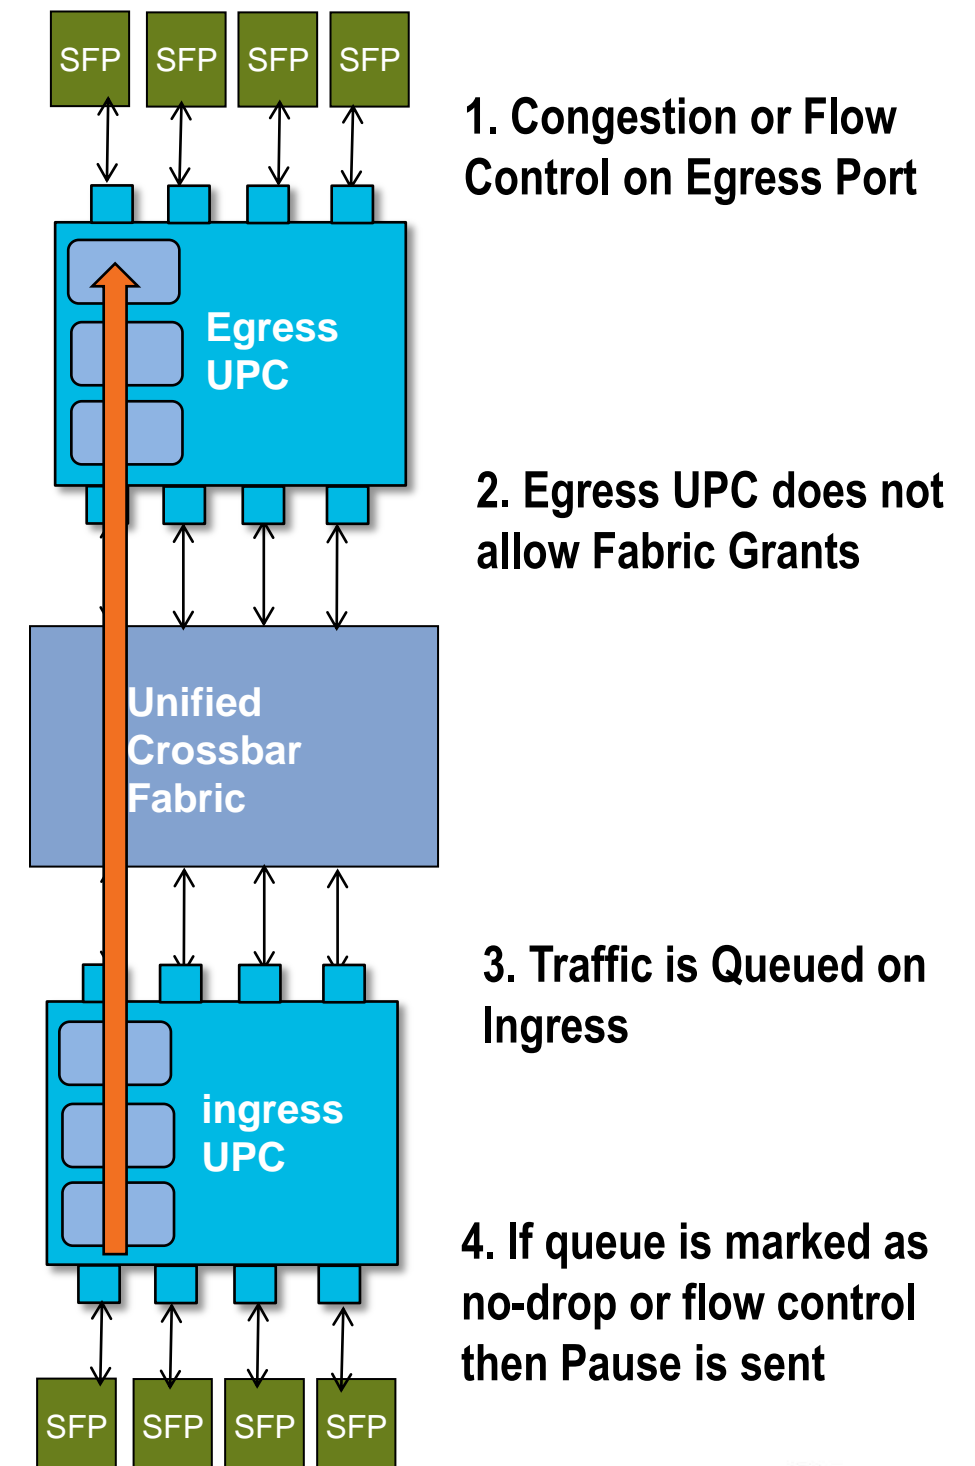 SFP SFP SFP SFP
1. Congestion or Flow
Control on Egress Port
Egress
UPC
2. Egress UPC does not
allow Fabric Grants
Unified
Crossbar
Fabric
3. Traffic is Queued on
Ingress
ingress
UPC
4. If queue is marked as
no-drop or flow control
then Pause is sent
SFP SFP SFP SFP